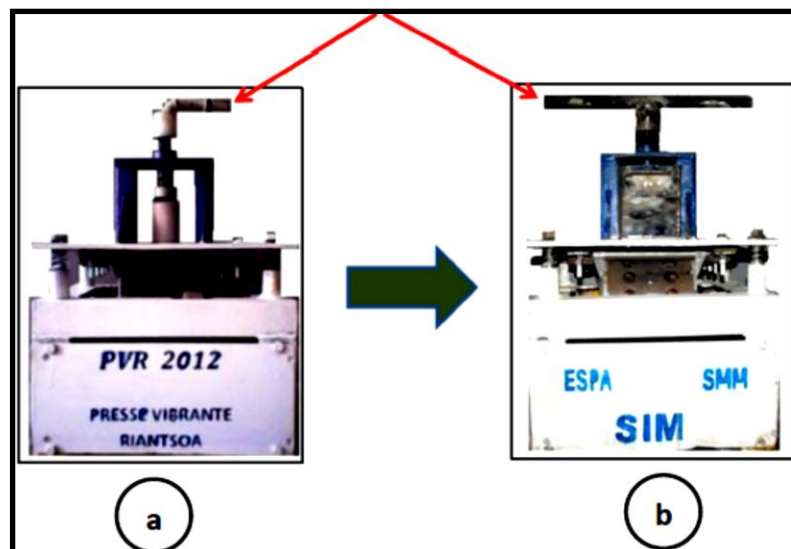 PVR 2012
PRESSE VIBRANTE
RIANTSOA
ESPA SMM
SIM
a
b